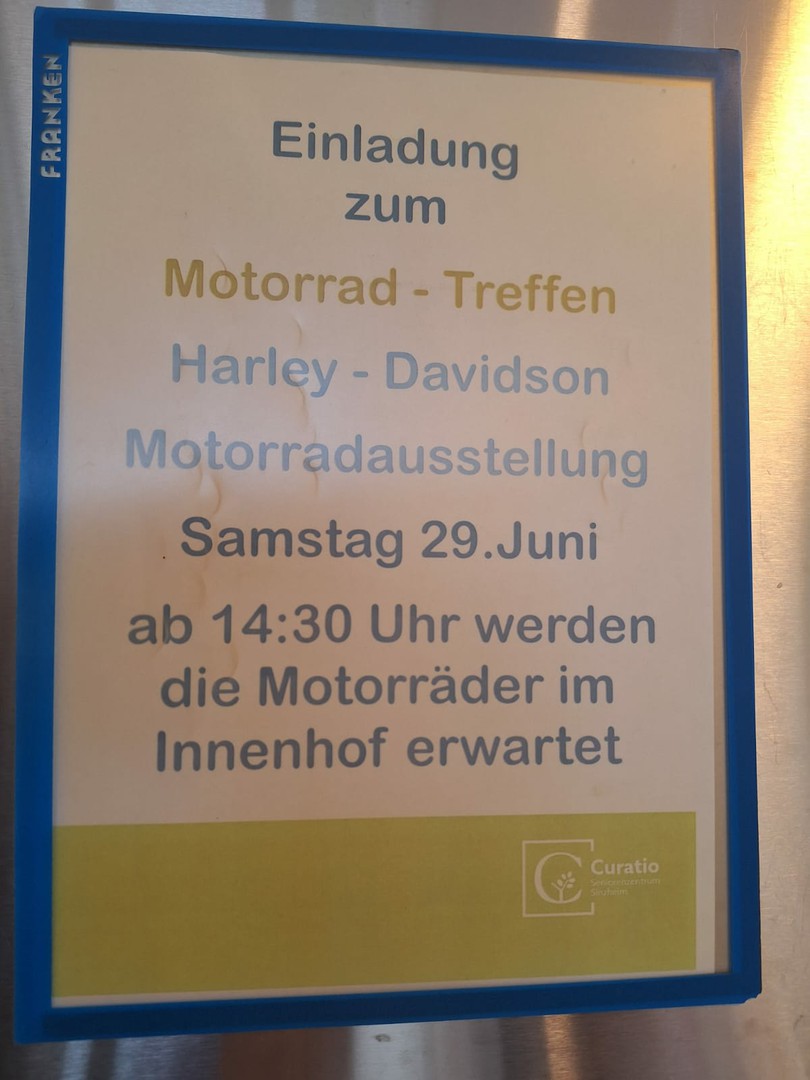 FRANKEN
Einladung
zum
Motorrad - Treffen
Harley - Davidson
Motorradausstellung
Samstag 29.Juni
ab 14:30 Uhr werden
die Motorräder im
Innenhof erwartet
Curatio
Seniorenzentrum